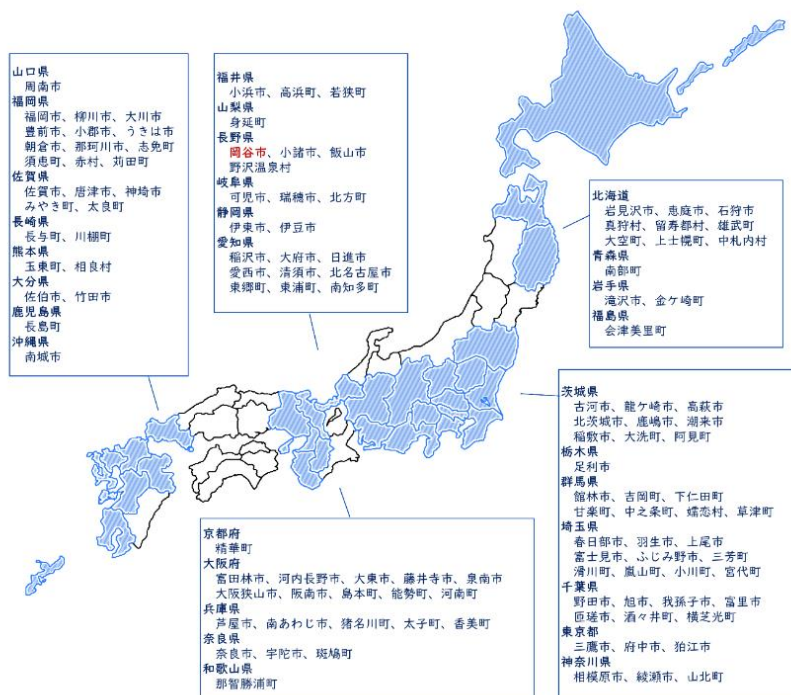 山口県
周南市
福岡県
福岡市、柳川市、大川市
豊前市、小郡市、うきは市
朝倉市、那珂川市、志免町
須恵町、赤村、苅田町
佐賀県
佐賀市、唐津市、神埼市
みやき町、太良町
長崎県
長与町、川棚町
熊本県
玉東町、相良村
大分県
佐伯市、竹田市
鹿児島県
長島町
沖縄県
南城市
福井県
小浜市、高浜町、若狭町
山梨県
身延町
長野県
岡谷市、小諸市、飯山市
野沢温泉村
岐阜県
可児市、瑞穂市、北方町
静岡県
伊東市、伊豆市
愛知県
稲沢市、大府市、日進市
愛西市、清須市、北名古屋市
東郷町、東浦町、南知多町
北海道
岩見沢市、恵庭市、石狩市
真狩村、留寿都村、雄武町
大空町、上士幌町、中札内村
青森県
南部町
岩手県
滝沢市、金ケ崎町
福島県
会津美里町
茨城県
古河市、龍ケ崎市、高萩市
北茨城市、鹿嶋市、潮来市
稲敷市、大洗町、阿見町
栃木県
足利市
群馬県
館林市、吉岡町、下仁田町
甘楽町、中之条町、嬬恋村、草津町
埼玉県
春日部市、羽生市、上尾市
富士見市、ふじみ野市、三芳町
滑川町、嵐山町、小川町、宮代町
千葉県
野田市、旭市、我孫子市、富里市
匝瑳市、酒々井町、横芝光町
東京都
三鷹市、府中市、狛江市
神奈川県
相模原市、綾瀬市、山北町
京都府
精華町
大阪府
富田林市、河内長野市、大東市、藤井寺市、泉南市
大阪狭山市、阪南市、島本町、能勢町、河南町
兵庫県
芦屋市、南あわじ市、猪名川町、太子町、香美町
奈良県
奈良市、宇陀市、斑鳩町
和歌山県
那智勝浦町